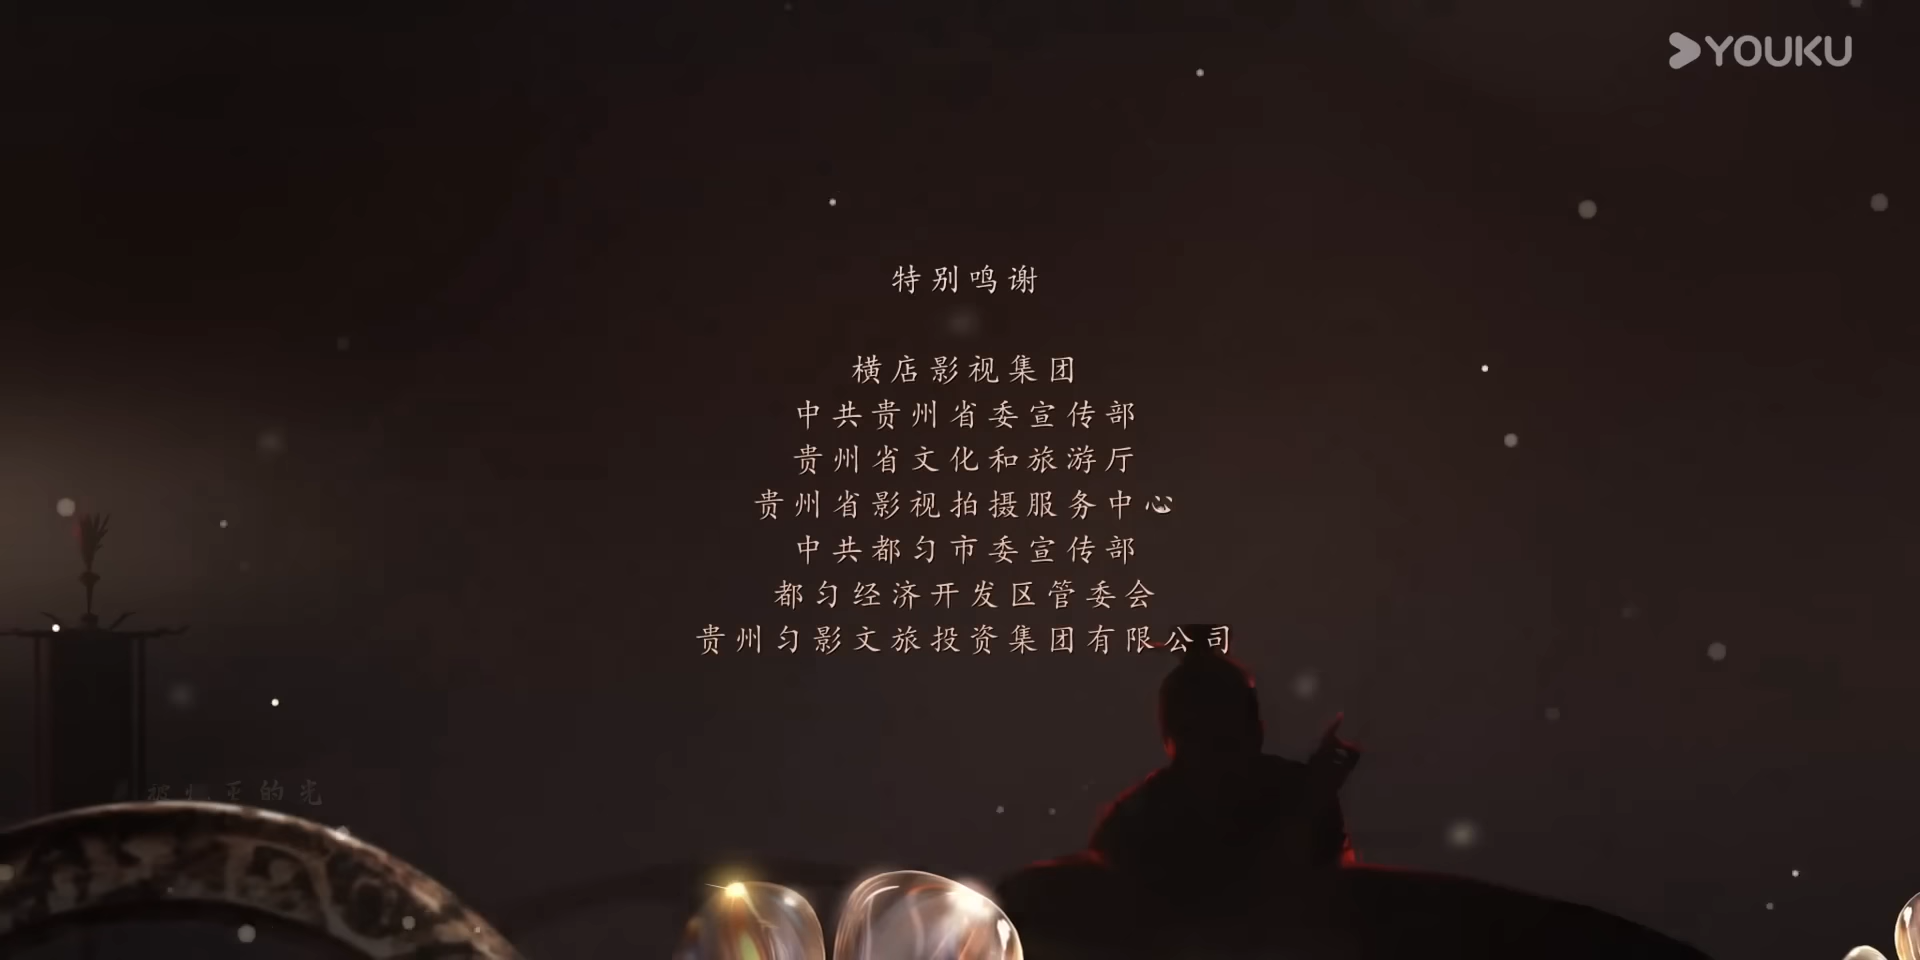 YOUKU
特别鸣谢
横店影视集团
中共贵州省委宣传部
贵州省文化和旅游厅
贵州省影视拍摄服务中心
中共都匀市委宣传部
都匀经济开发区管委会
贵州匀影文旅投资集团有限公司
的光